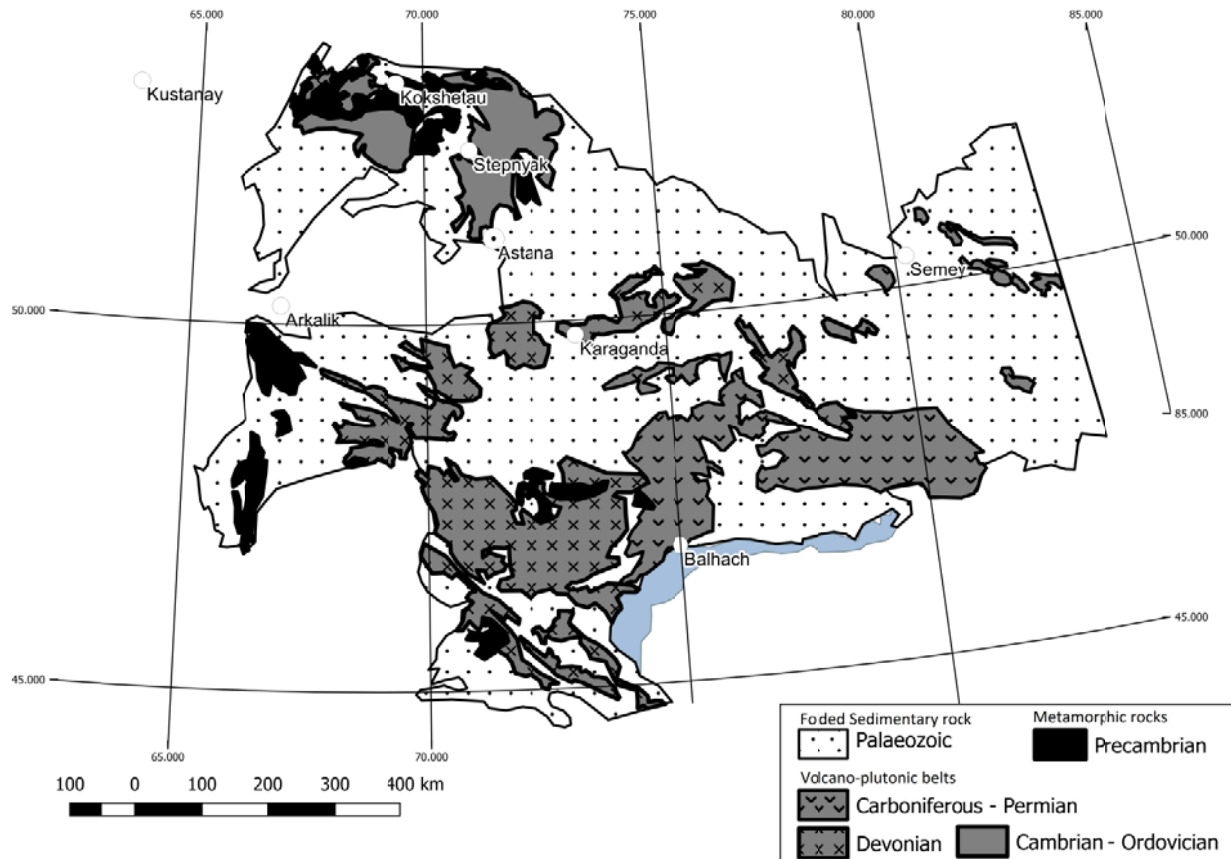 65.000
70.000
75.000
80.000
85.000
Kustanay
Kokshetau
Stepnyak
Astana
50.000
Semey
50.000
Arkalik
Karaganda
85.000
Balhach
45.000
45.000
65.000
70.000
100 0 100 200 300 400 km
Foded Sedimentary rock
Metamorphic rocks
Palaeozoic
Precambrian
Volcano-plutonic belts
Carboniferous - Permian
Devonian
Cambrian - Ordovician